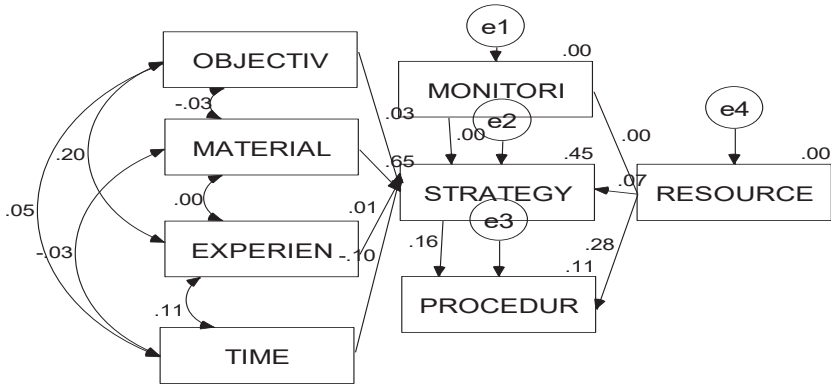 e1
.00
OBJECTIV
MONITORI
e4
-.03
.03
.00
e2
.00
MATERIAL
.20
.65
.45
.00
STRATEGY
.07
RESOURCE
.00
.05
.01
e3
EXPERIEN
-.03
-.10
.16
.28
.11
PROCEDUR
.11
TIME